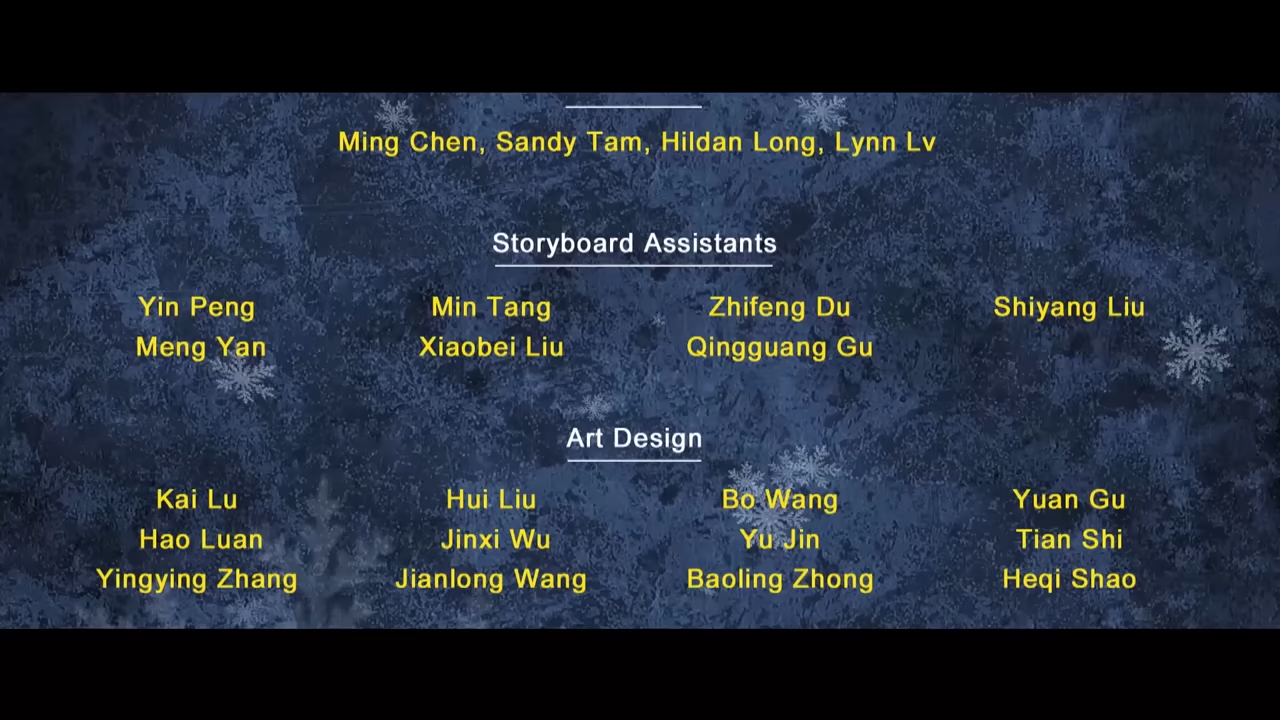 Ming Chen, Sandy Tam, Hildan Long, Lynn Lv
Storyboard Assistants
Yin Peng Min Tang Zhifeng Du Shiyang Liu
Meng Yan Xiaobei Liu Qingguang Gu
Art Design
Kai Lu Hui Liu Bo Wang Yuan Gu
Hao Luan Jinxi Wu Yu Jin Tian Shi
Yingying Zhang Jianlong Wang Baoling Zhong Heqi Shao